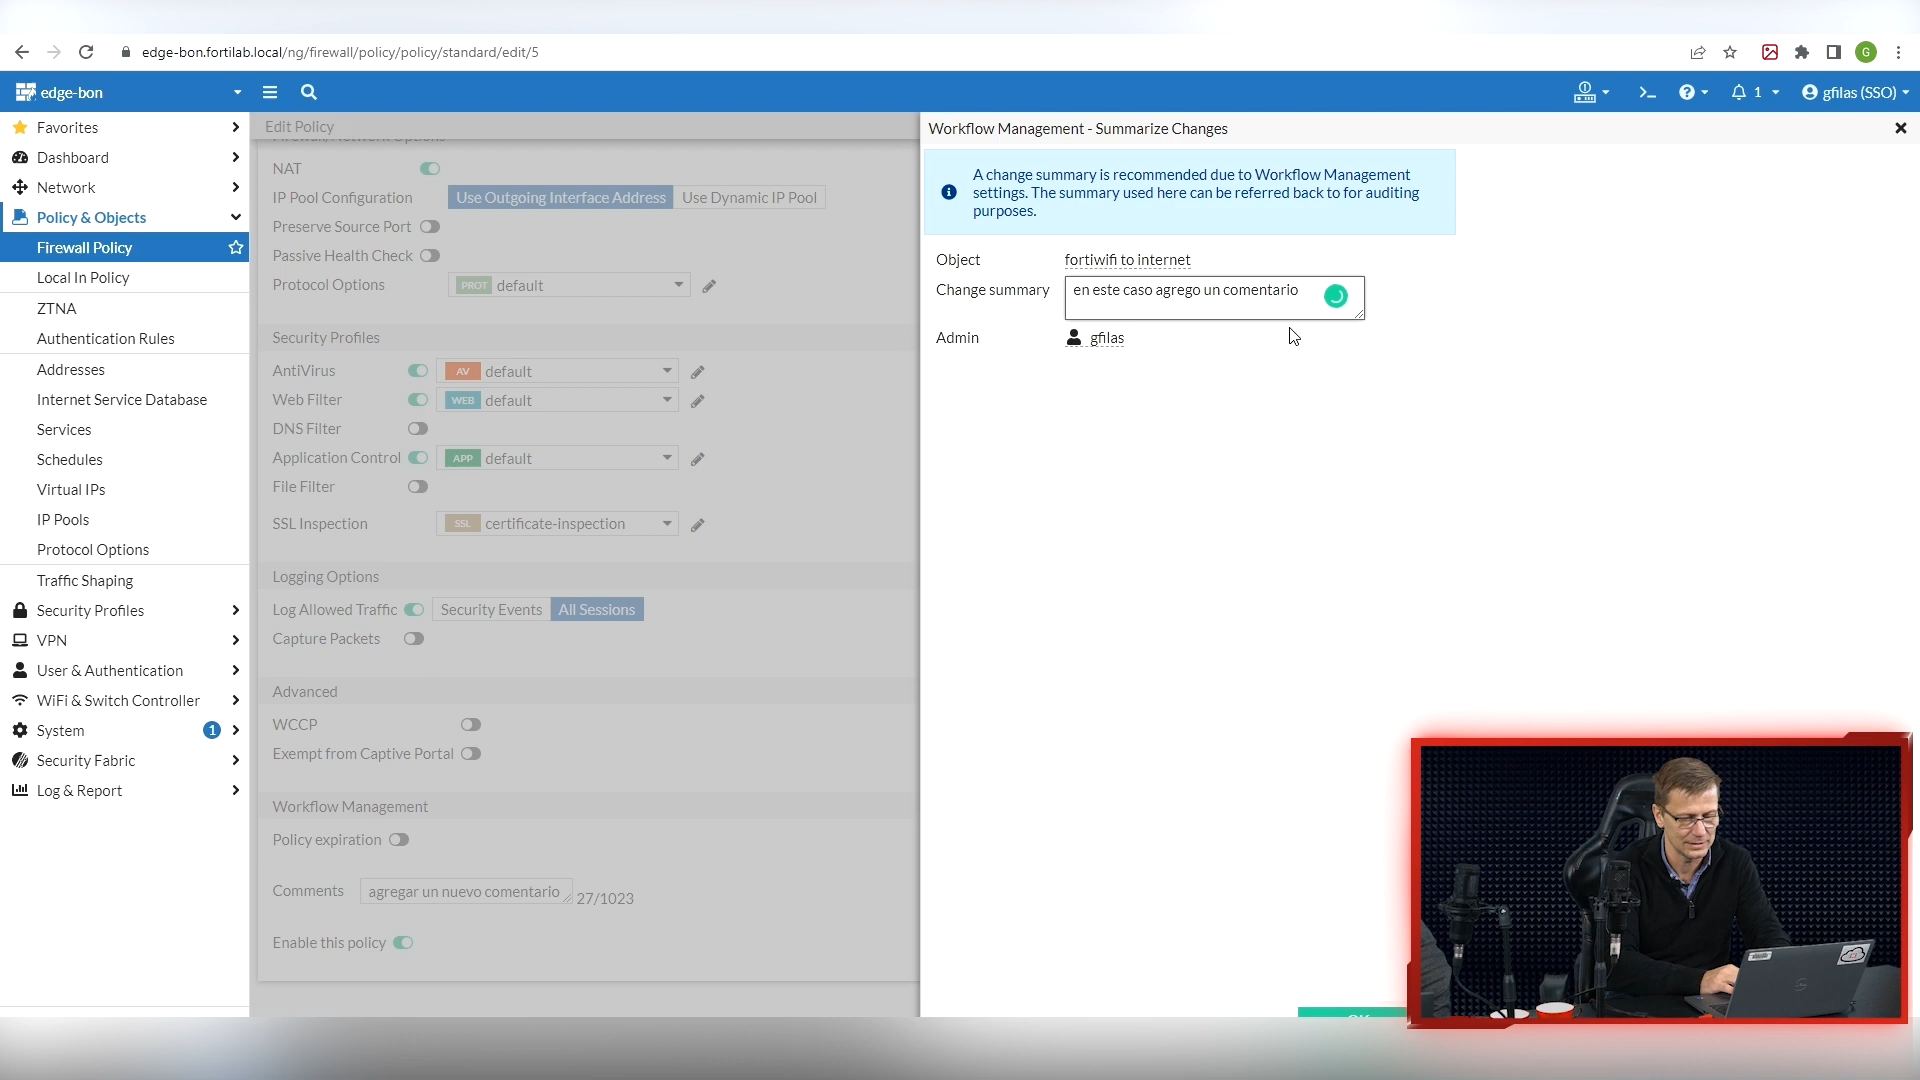 edge-bon.fortilab.local/ng/firewall/policy/policy/standard/edit/5
G
edge-bon
1
gfilas (SSO)
Favorites
Dashboard
Network
Policy & Objects
Firewall Policy
Local In Policy
ZTNA
Authentication Rules
Addresses
Internet Service Database
Services
Schedules
Virtual IPs
IP Pools
Protocol Options
Traffic Shaping
Security Profiles
VPN
User & Authentication
WiFi & Switch Controller
System 1
Security Fabric
Log & Report
Edit Policy
Firewall/Network Options
NAT
IP Pool Configuration Use Outgoing Interface Address Use Dynamic IP Pool
Preserve Source Port
Passive Health Check
Protocol Options PROT default
Security Profiles
AntiVirus AV default
Web Filter WEB default
DNS Filter
Application Control APP default
File Filter
SSL Inspection SSL certificate-inspection
Logging Options
Log Allowed Traffic Security Events All Sessions
Capture Packets
Advanced
WCCP
Exempt from Captive Portal
Workflow Management
Policy expiration
Comments agregar un nuevo comentario 27/1023
Enable this policy
Workflow Management - Summarize Changes
A change summary is recommended due to Workflow Management
settings. The summary used here can be referred back to for auditing
purposes.
Object fortiwifi to internet
Change summary en este caso agrego un comentario
Admin gfilas
OK